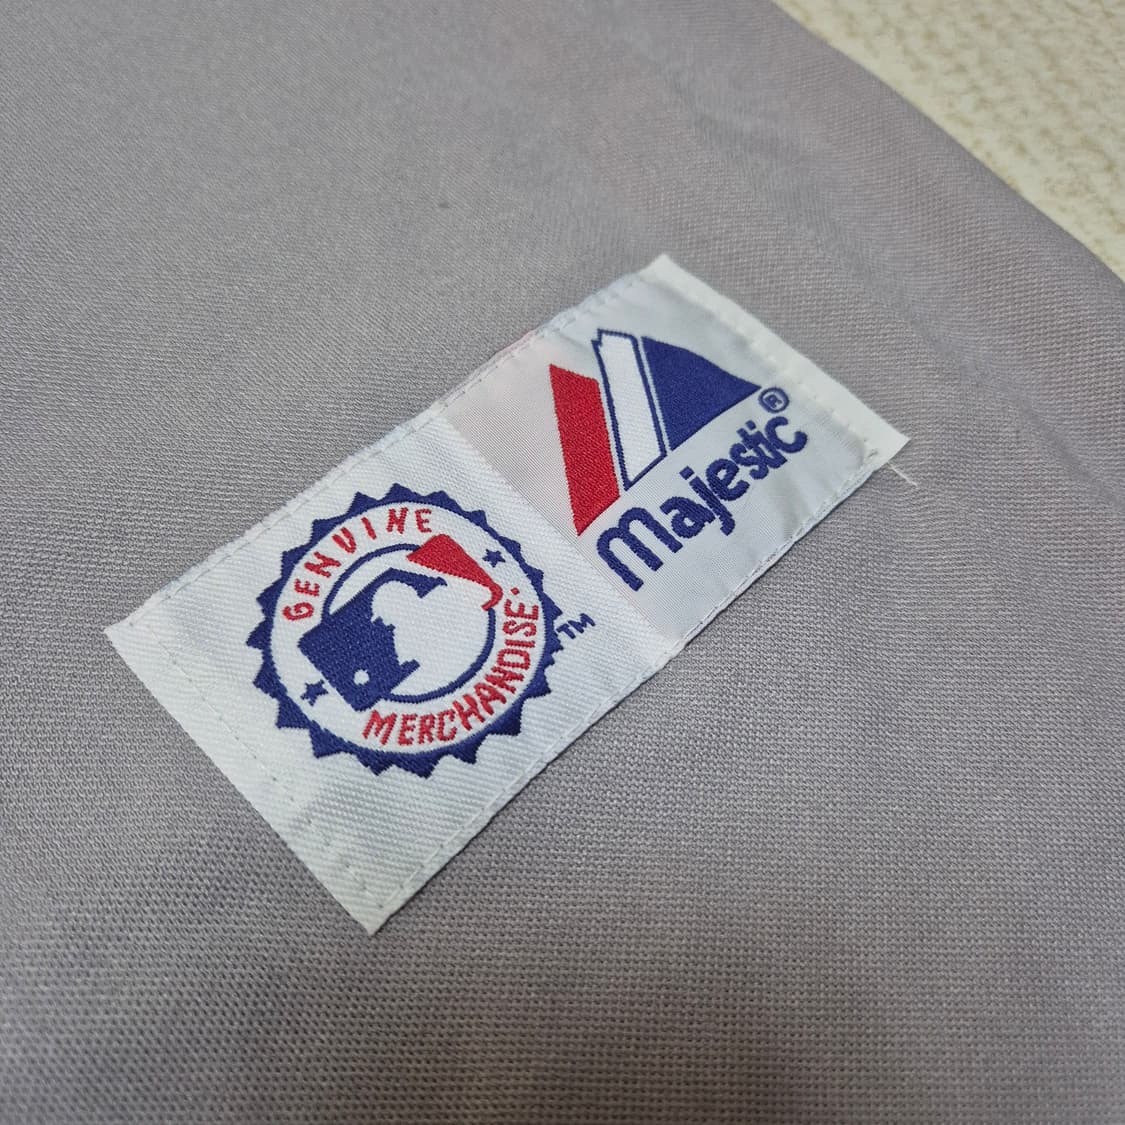 GENUINE
MERCHANDISE.
TM
majestic®